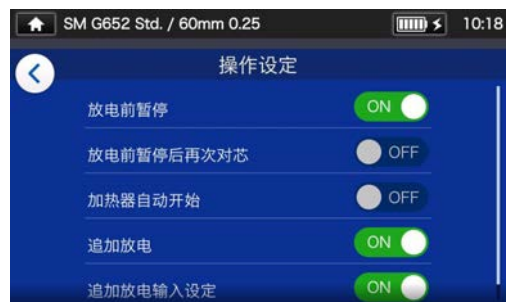 SM G652 Std. / 60mm 0.25 10:18
操作设定
放电前暂停 ON
放电前暂停后再次对芯 OFF
加热器自动开始 OFF
追加放电 ON
追加放电输入设定 ON